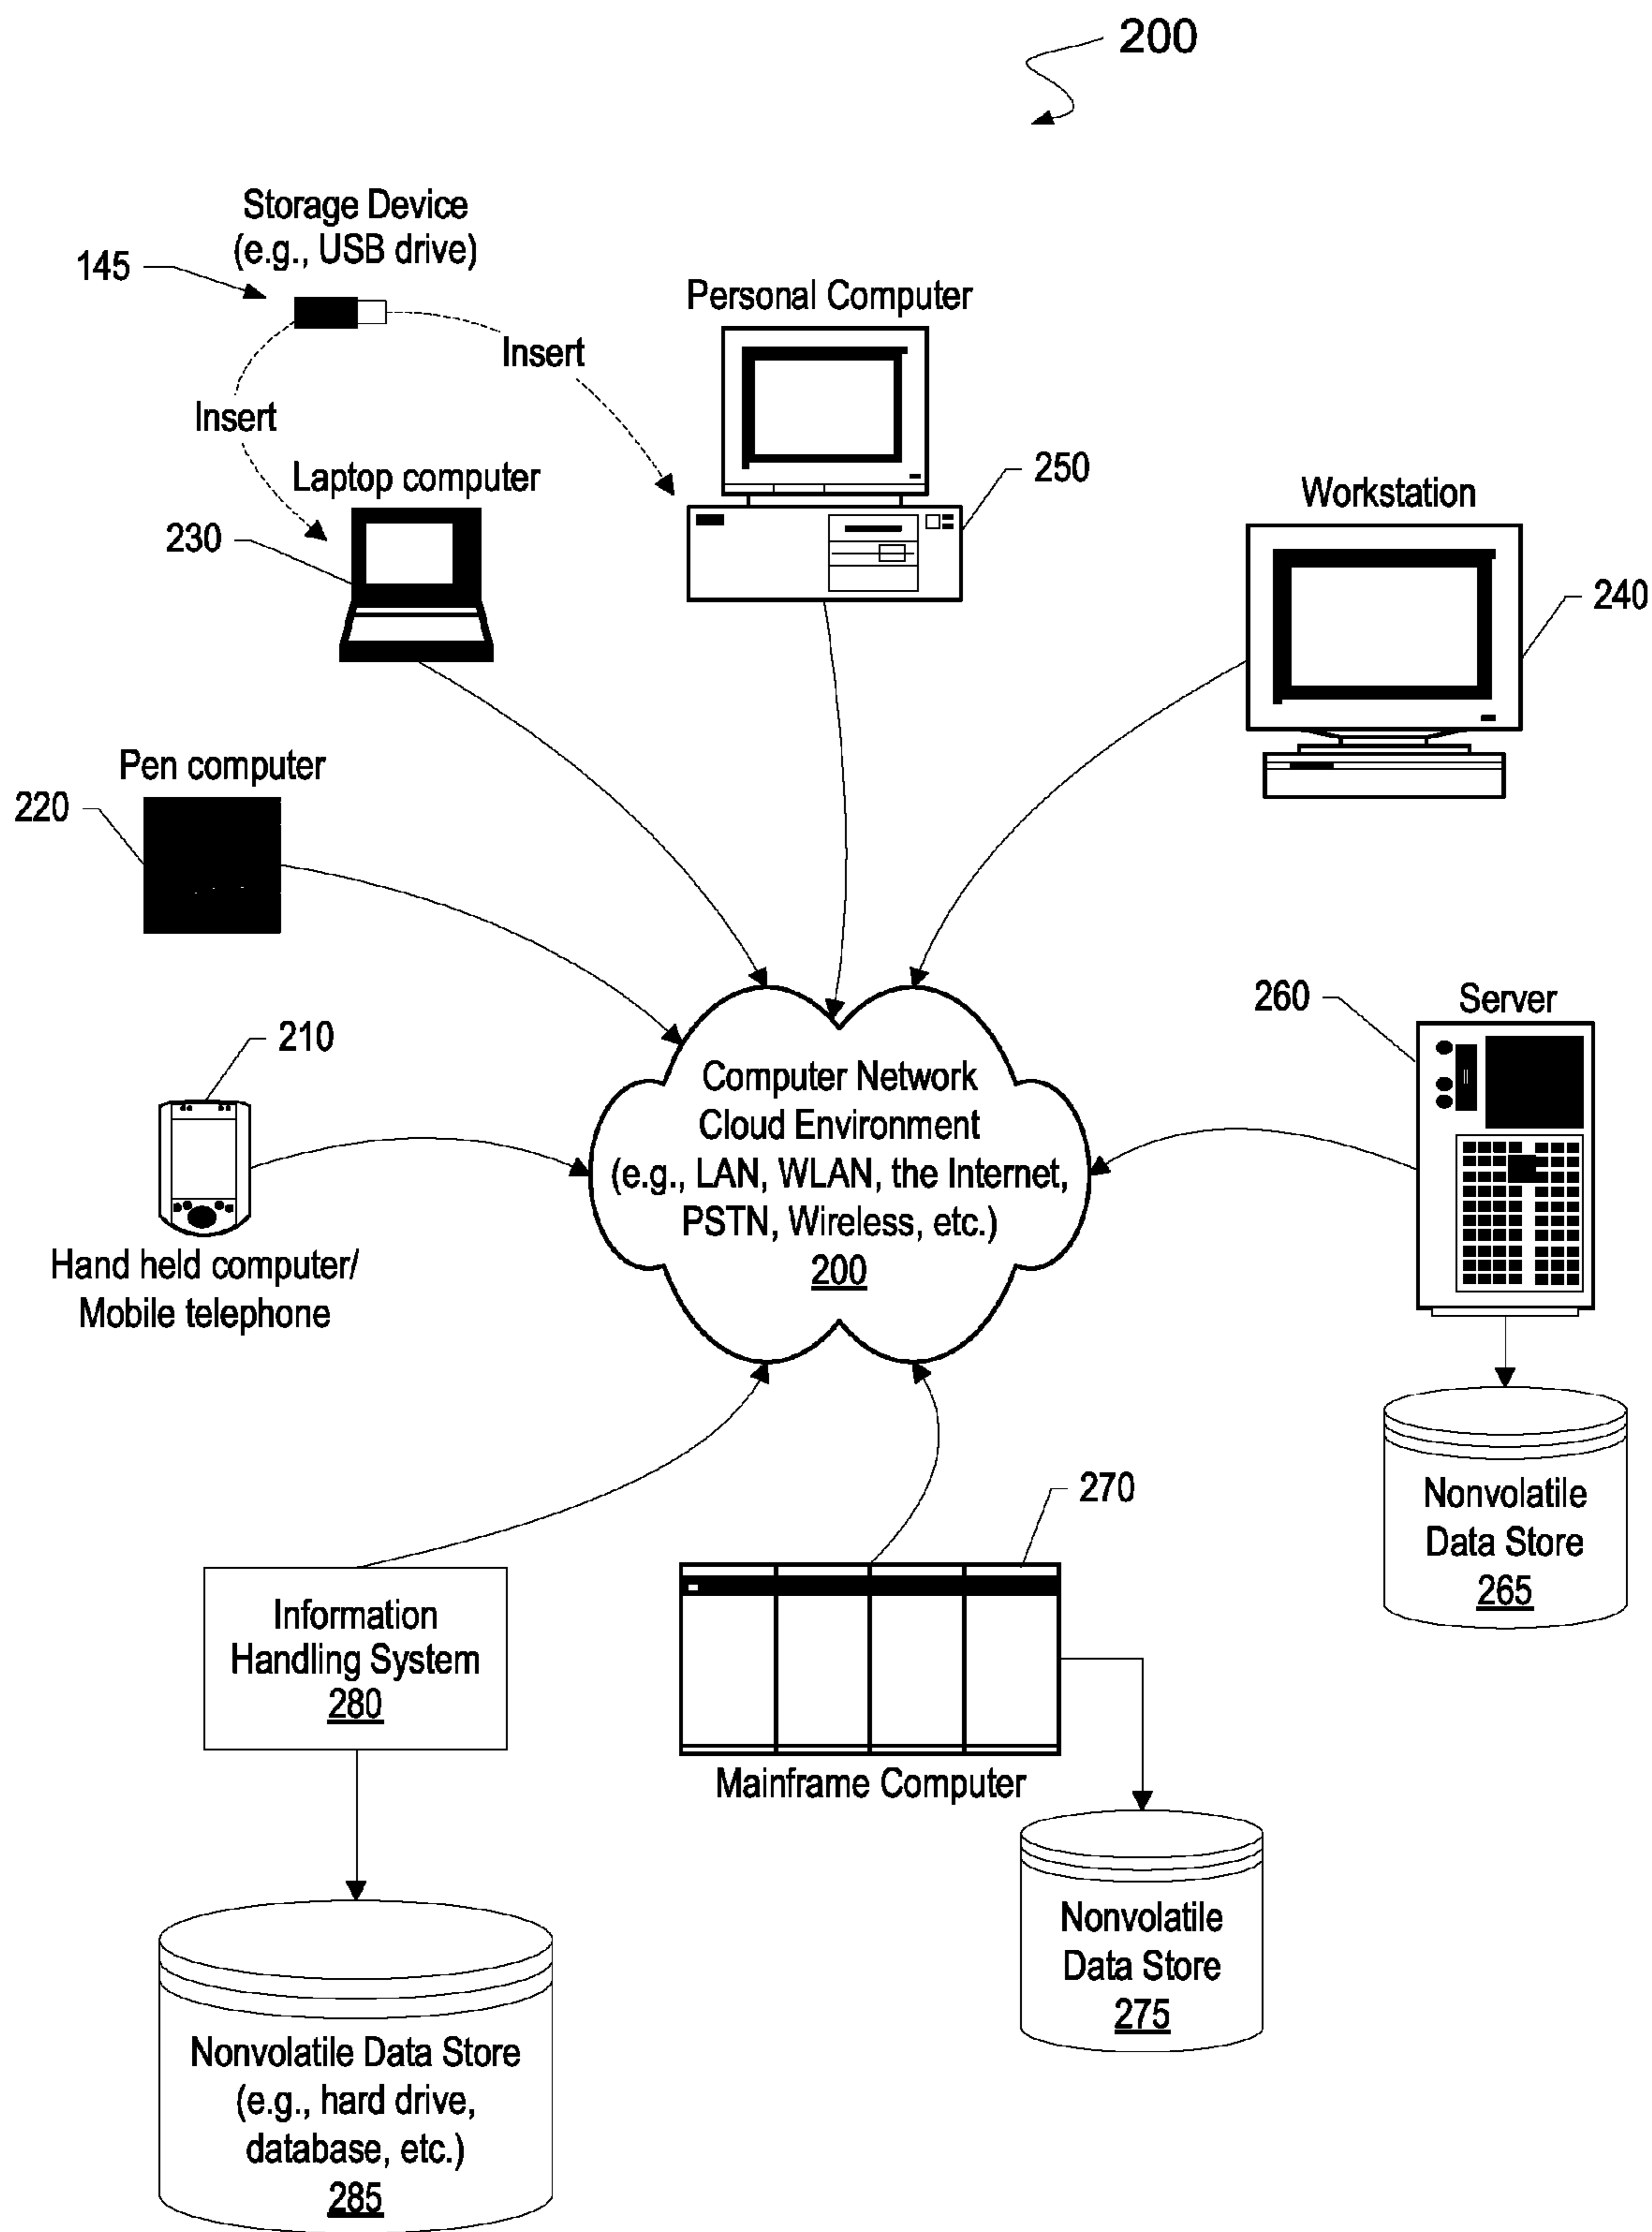 200
Storage Device
(e.g., USB drive)
145
Personal Computer
Insert
Insert
Laptop computer
250
Workstation
230
240
Pen computer
220
260
Server
210
Computer Network
Cloud Environment
(e.g., LAN, WLAN, the Internet,
PSTN, Wireless, etc.)
200
Hand held computer/
Mobile telephone
270
Nonvolatile
Data Store
265
Information
Handling System
280
Mainframe Computer
Nonvolatile
Data Store
275
Nonvolatile Data Store
(e.g., hard drive,
database, etc.)
285